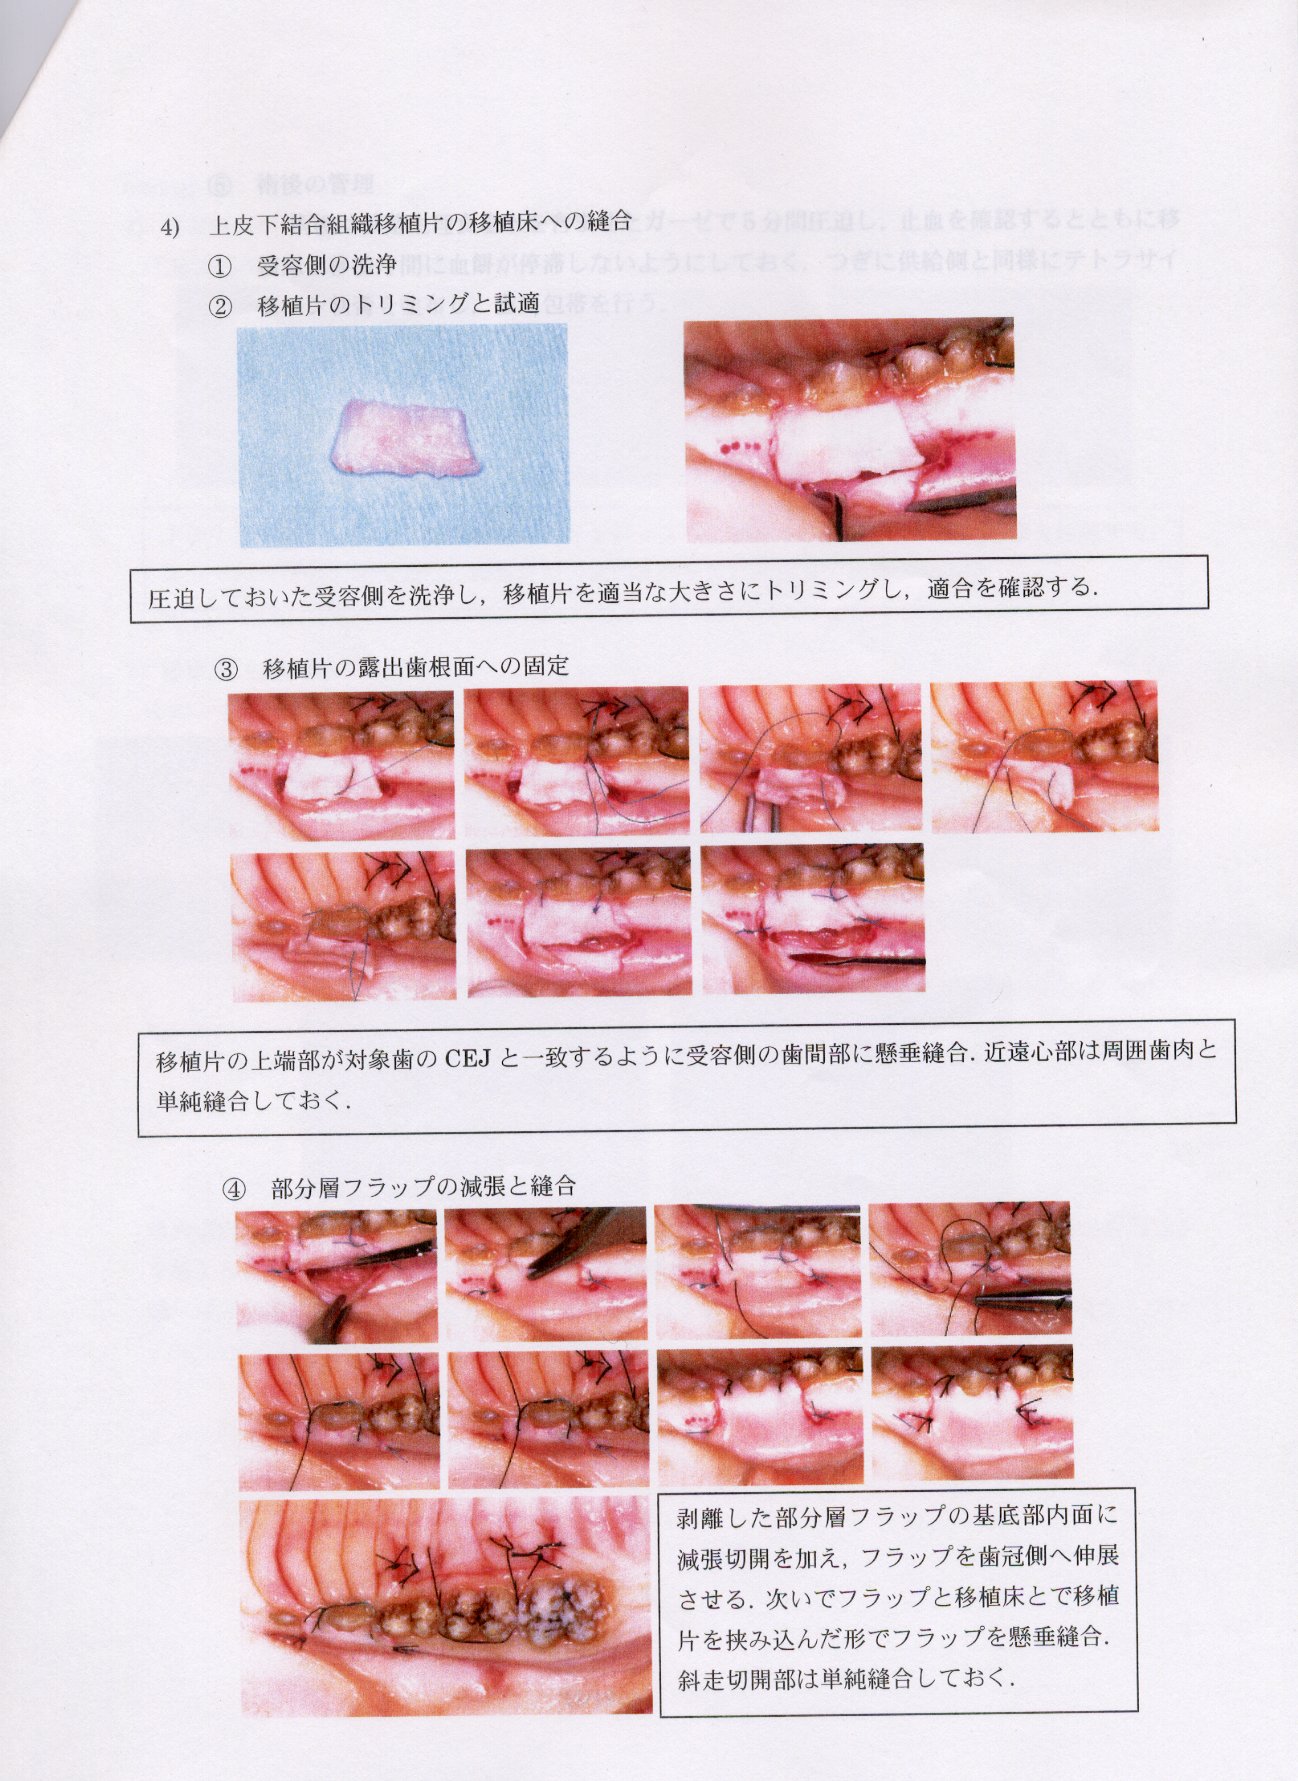 4) 上皮下結合組織移植片の移植床への縫合
① 受容側の洗浄
② 移植片のトリミングと試適
圧迫しておいた受容側を洗浄し，移植片を適当な大きさにトリミングし，適合を確認する．
③ 移植片の露出歯根面への固定
移植片の上端部が対象歯の CEJ と一致するように受容側の歯間部に懸垂縫合．近遠心部は周囲歯肉と
単純縫合しておく．
④ 部分層フラップの減張と縫合
剥離した部分層フラップの基底部内面に
減張切開を加え，フラップを歯冠側へ伸展
させる．次いでフラップと移植床とで移植
片を挟み込んだ形でフラップを懸垂縫合．
斜走切開部は単純縫合しておく．